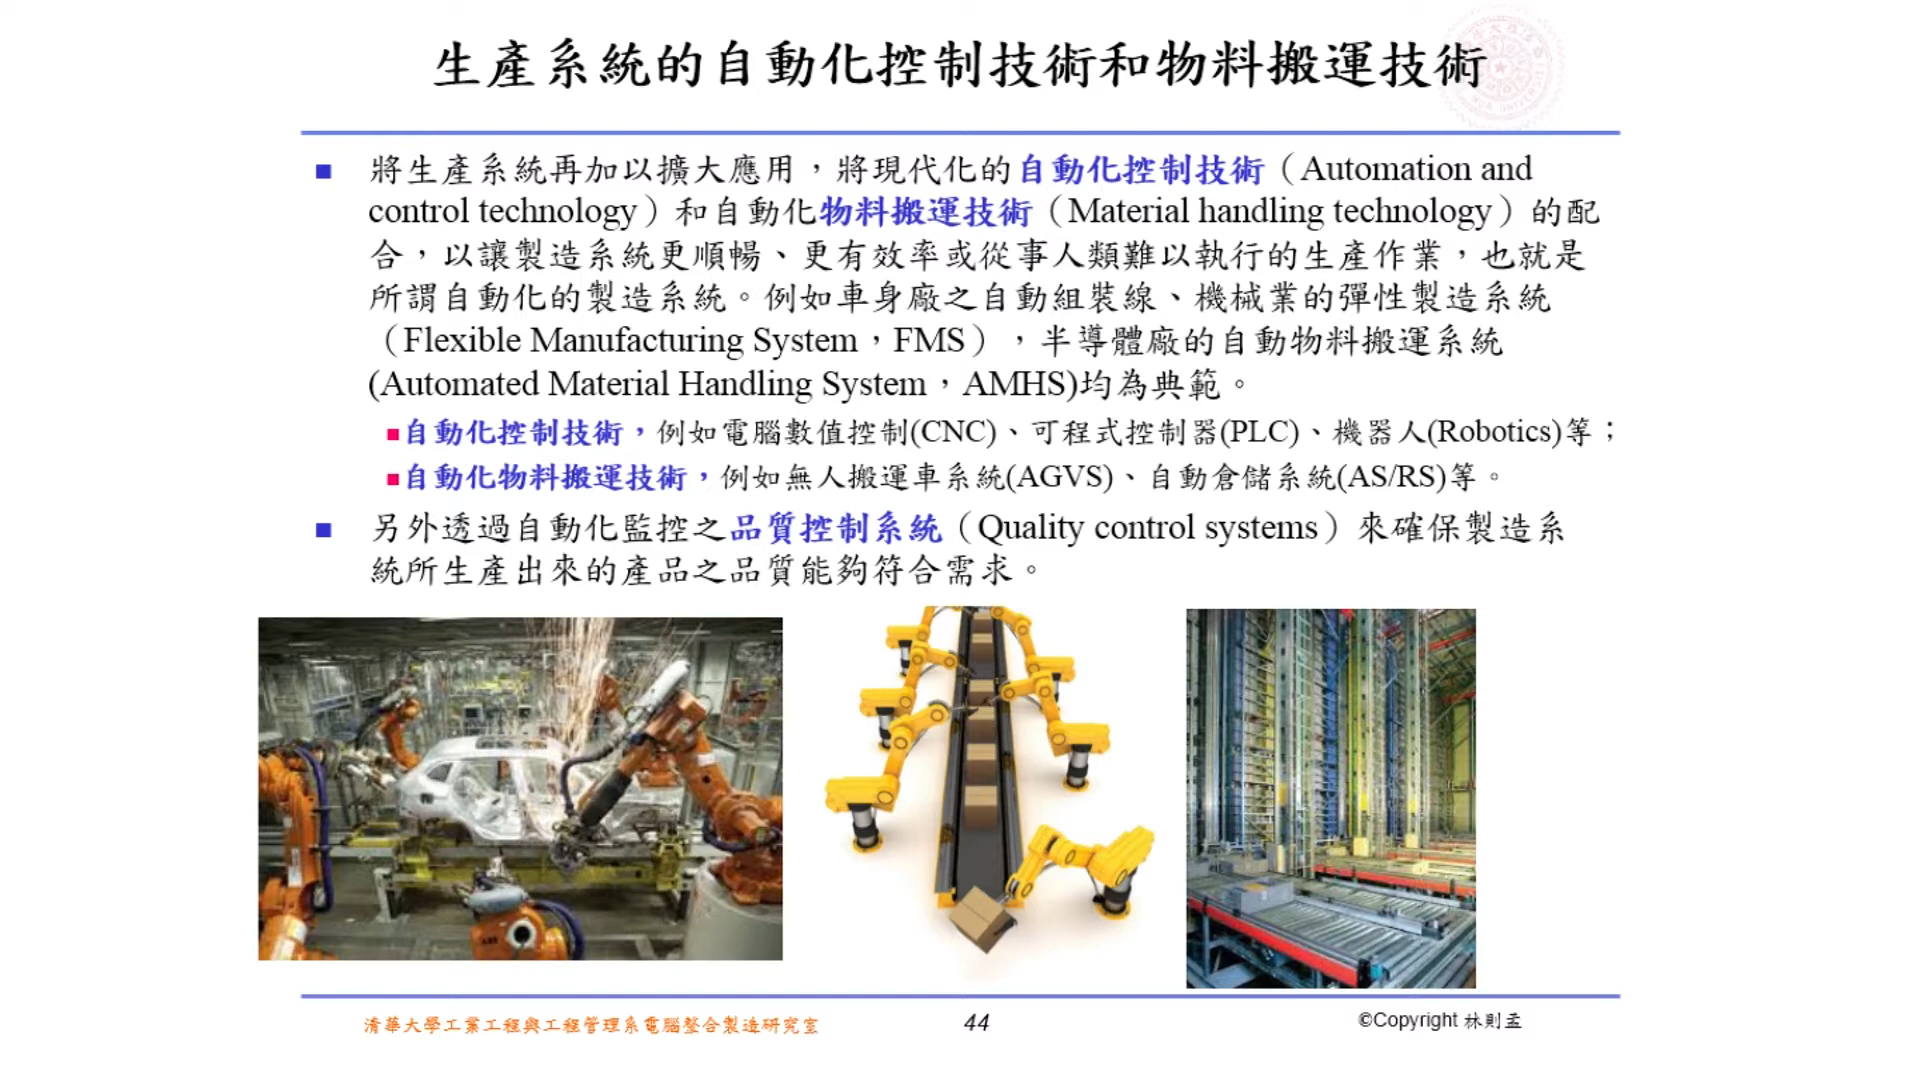 生產系統的自動化控制技術和物料搬運技術
將生產系統再加以擴大應用，將現代化的自動化控制技術（Automation and
control technology）和自動化物料搬運技術（Material handling technology）的配
合，以讓製造系統更順暢、更有效率或從事人類難以執行的生產作業，也就是
所謂自動化的製造系統。例如車身廠之自動組裝線、機械業的彈性製造系統
（Flexible Manufacturing System，FMS），半導體廠的自動物料搬運系統
(Automated Material Handling System，AMHS)均為典範。
自動化控制技術，例如電腦數值控制(CNC)、可程式控制器(PLC)、機器人(Robotics)等；
自動化物料搬運技術，例如無人搬運車系統(AGVS)、自動倉儲系統(AS/RS)等。
另外透過自動化監控之品質控制系統（Quality control systems）來確保製造系
統所生產出來的產品之品質能夠符合需求。
清華大學工業工程與工程管理系電腦整合製造研究室
44
©Copyright 林則孟